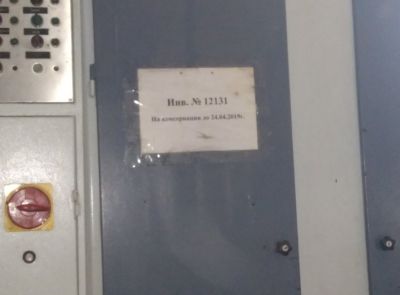 Инв. № 12131
На консервации до 24.04.2019г.